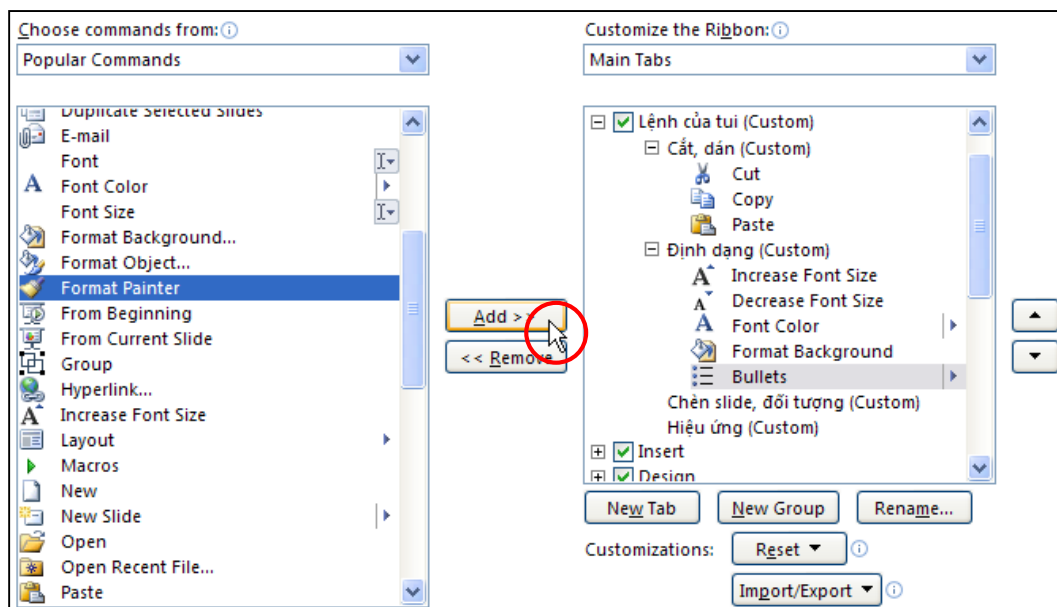 Choose commands from:
Popular Commands
Duplicate Selected Slides
E-mail
Font
Font Color
Font Size
Format Background...
Format Object...
Format Painter
From Beginning
From Current Slide
Group
Hyperlink...
Increase Font Size
Layout
Macros
New
New Slide
Open
Open Recent File...
Paste
Add >>
<< Remove
Customize the Ribbon:
Main Tabs
Lệnh của tui (Custom)
Cắt, dán (Custom)
Cut
Copy
Paste
Định dạng (Custom)
Increase Font Size
Decrease Font Size
Font Color
Format Background
Bullets
Chèn slide, đối tượng (Custom)
Hiệu ứng (Custom)
Insert
Design
New Tab
New Group
Rename...
Customizations:
Reset
Import/Export